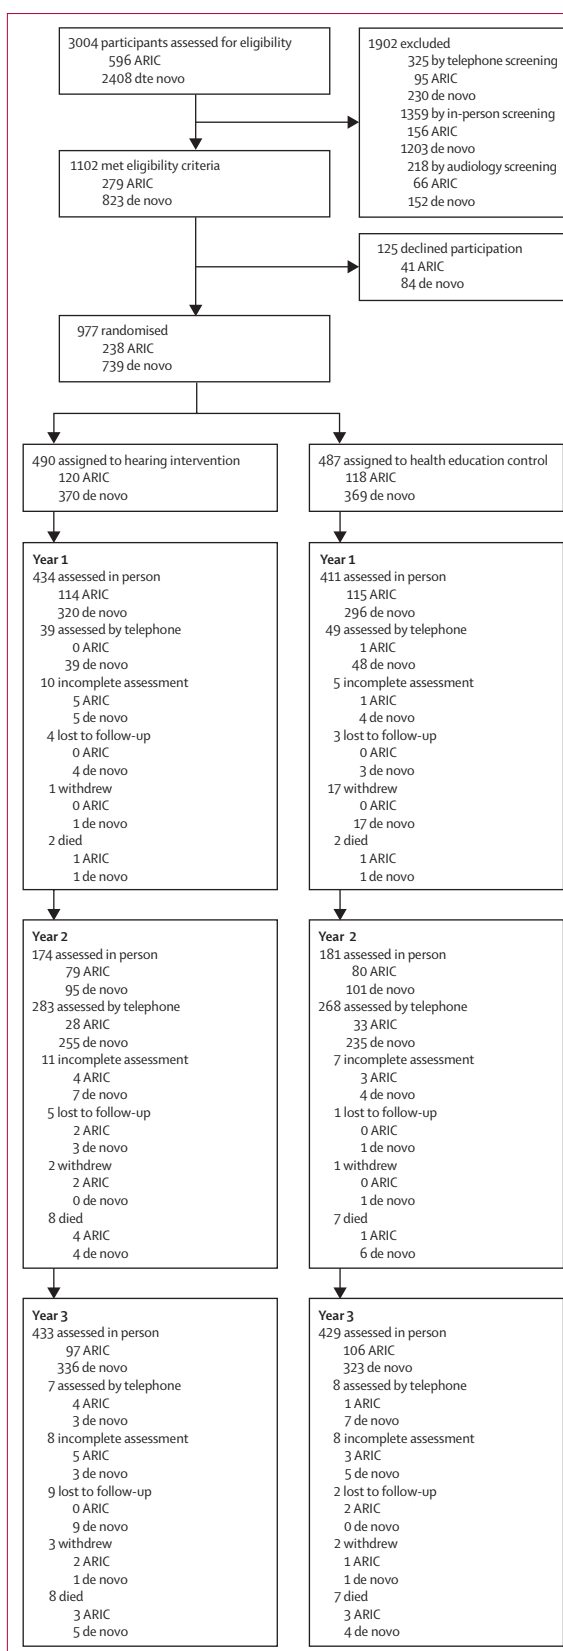 3004 participants assessed for eligibility
596 ARIC
2408 dte novo
1902 excluded
325 by telephone screening
95 ARIC
230 de novo
1359 by in-person screening
156 ARIC
1203 de novo
218 by audiology screening
66 ARIC
152 de novo
1102 met eligibility criteria
279 ARIC
823 de novo
125 declined participation
41 ARIC
84 de novo
977 randomised
238 ARIC
739 de novo
490 assigned to hearing intervention
120 ARIC
370 de novo
487 assigned to health education control
118 ARIC
369 de novo
Year 1
434 assessed in person
114 ARIC
320 de novo
39 assessed by telephone
0 ARIC
39 de novo
10 incomplete assessment
5 ARIC
5 de novo
4 lost to follow-up
0 ARIC
4 de novo
1 withdrew
0 ARIC
1 de novo
2 died
1 ARIC
1 de novo
Year 1
411 assessed in person
115 ARIC
296 de novo
49 assessed by telephone
1 ARIC
48 de novo
5 incomplete assessment
1 ARIC
4 de novo
3 lost to follow-up
0 ARIC
3 de novo
17 withdrew
0 ARIC
17 de novo
2 died
1 ARIC
1 de novo
Year 2
174 assessed in person
79 ARIC
95 de novo
283 assessed by telephone
28 ARIC
255 de novo
11 incomplete assessment
4 ARIC
7 de novo
5 lost to follow-up
2 ARIC
3 de novo
2 withdrew
2 ARIC
0 de novo
8 died
4 ARIC
4 de novo
Year 2
181 assessed in person
80 ARIC
101 de novo
268 assessed by telephone
33 ARIC
235 de novo
7 incomplete assessment
3 ARIC
4 de novo
1 lost to follow-up
0 ARIC
1 de novo
1 withdrew
0 ARIC
1 de novo
7 died
1 ARIC
6 de novo
Year 3
433 assessed in person
97 ARIC
336 de novo
7 assessed by telephone
4 ARIC
3 de novo
8 incomplete assessment
5 ARIC
3 de novo
9 lost to follow-up
0 ARIC
9 de novo
3 withdrew
2 ARIC
1 de novo
8 died
3 ARIC
5 de novo
Year 3
429 assessed in person
106 ARIC
323 de novo
8 assessed by telephone
1 ARIC
7 de novo
8 incomplete assessment
3 ARIC
5 de novo
2 lost to follow-up
2 ARIC
0 de novo
2 withdrew
1 ARIC
1 de novo
7 died
3 ARIC
4 de novo